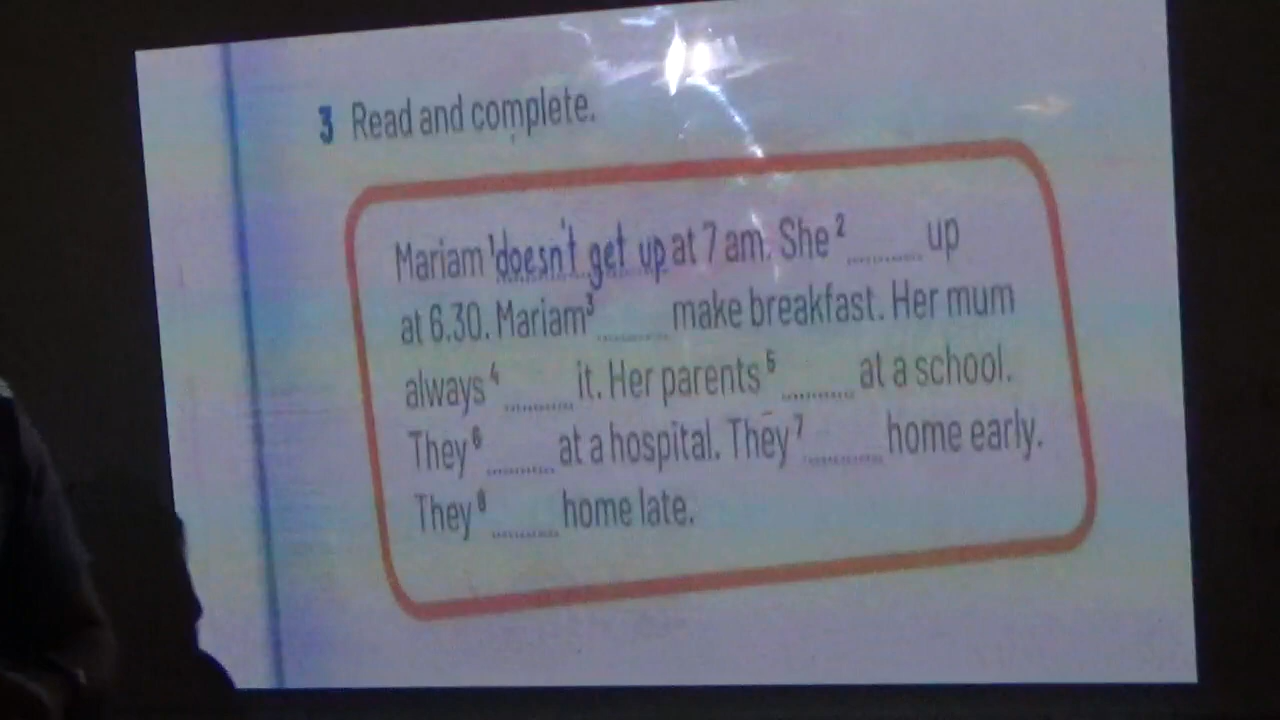 3 Read and complete.
Mariam ¹doesn't get up at 7 am. She ² ........ up
at 6.30. Mariam³ ........ make breakfast. Her mum
always ⁴ ........ it. Her parents ⁵ ........ at a school.
They ⁶ ........ at a hospital. They ⁷ ........ home early.
They ⁸ ........ home late.